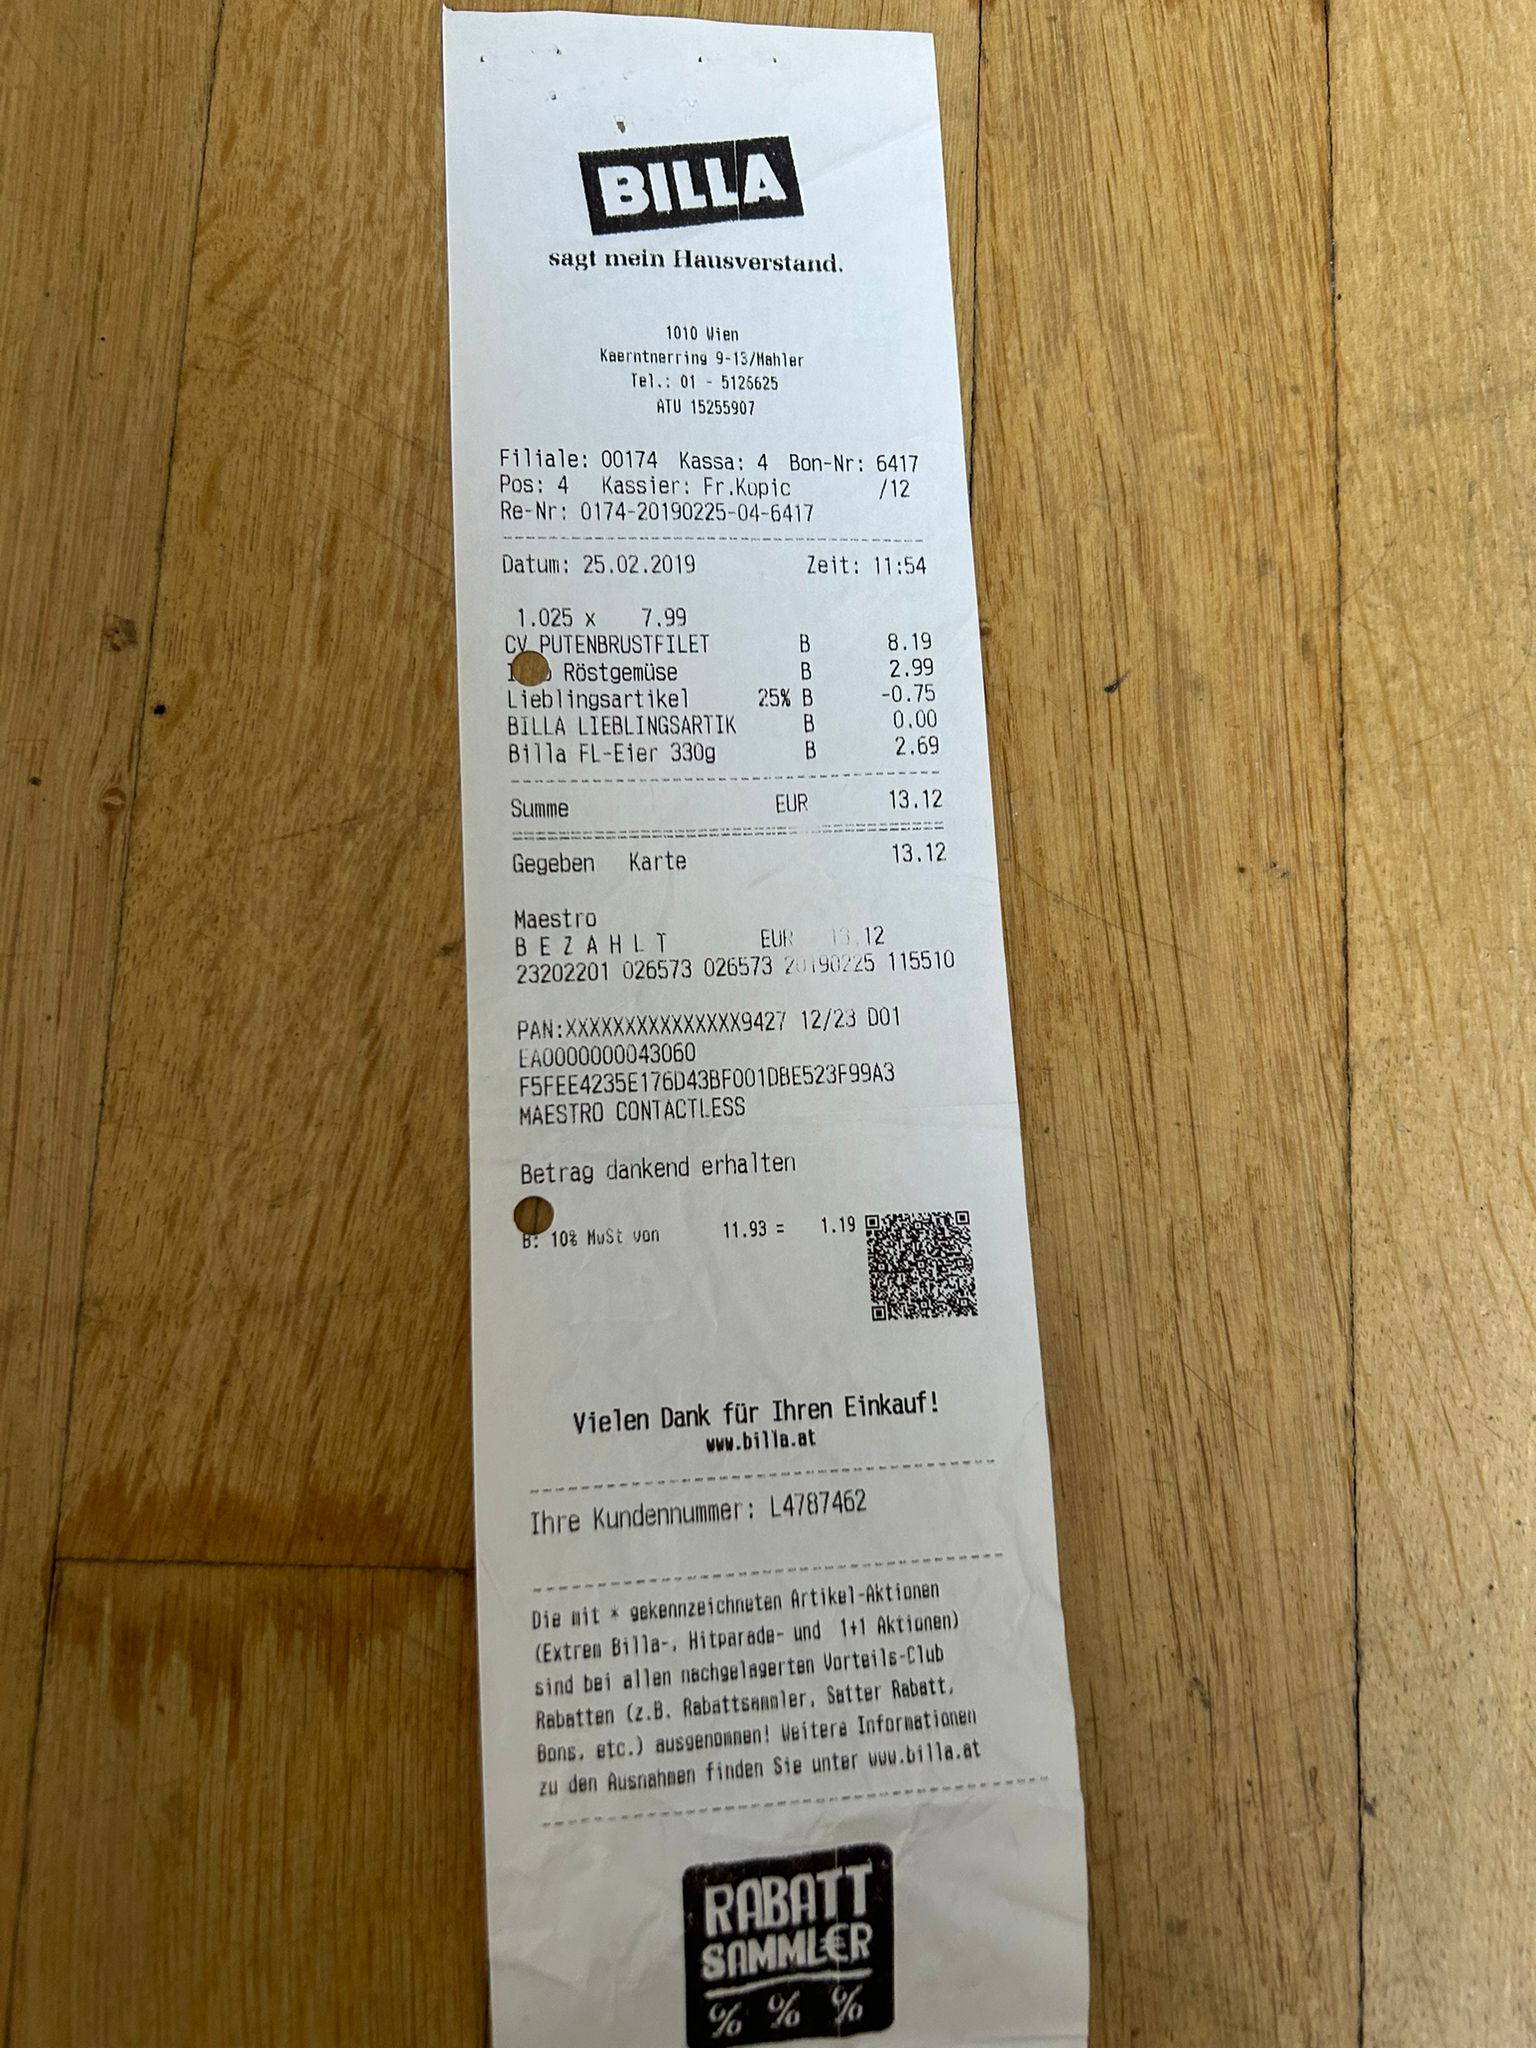 BILLA
sagt mein Hausverstand.
1010 Wien
Kaerntnerring 9-13/Mahler
Tel.: 01 - 5126625
ATU 15255907
Filiale: 00174 Kassa: 4 Bon-Nr: 6417
Pos: 4 Kassier: Fr.Kopic /12
Re-Nr: 0174-20190225-04-6417
Datum: 25.02.2019 Zeit: 11:54
1.025 x 7.99
CV PUTENBRUSTFILET B 8.19
Röstgemüse B 2.99
Lieblingsartikel 25% B -0.75
BILLA LIEBLINGSARTIK B 0.00
Billa FL-Eier 330g B 2.69
Summe EUR 13.12
Gegeben Karte 13.12
Maestro
BEZAHLT EUR 13.12
23202201 026573 026573 20190225 115510
PAN:XXXXXXXXXXXXXXX9427 12/23 D01
EA0000000043060
F5FEE4235E176D43BF001DBE523F99A3
MAESTRO CONTACTLESS
Betrag dankend erhalten
B: 10% MwSt von 11.93 = 1.19
Vielen Dank für Ihren Einkauf!
www.billa.at
Ihre Kundennummer: L4787462
Die mit * gekennzeichneten Artikel-Aktionen
(Extrem Billa-, Hitparade- und 1+1 Aktionen)
sind bei allen nachgelagerten Vorteils-Club
Rabatten (z.B. Rabattsammler, Satter Rabatt,
Bons, etc.) ausgenommen! Weitere Informationen
zu den Ausnahmen finden Sie unter www.billa.at
RABATT
SAMML€R
% % %